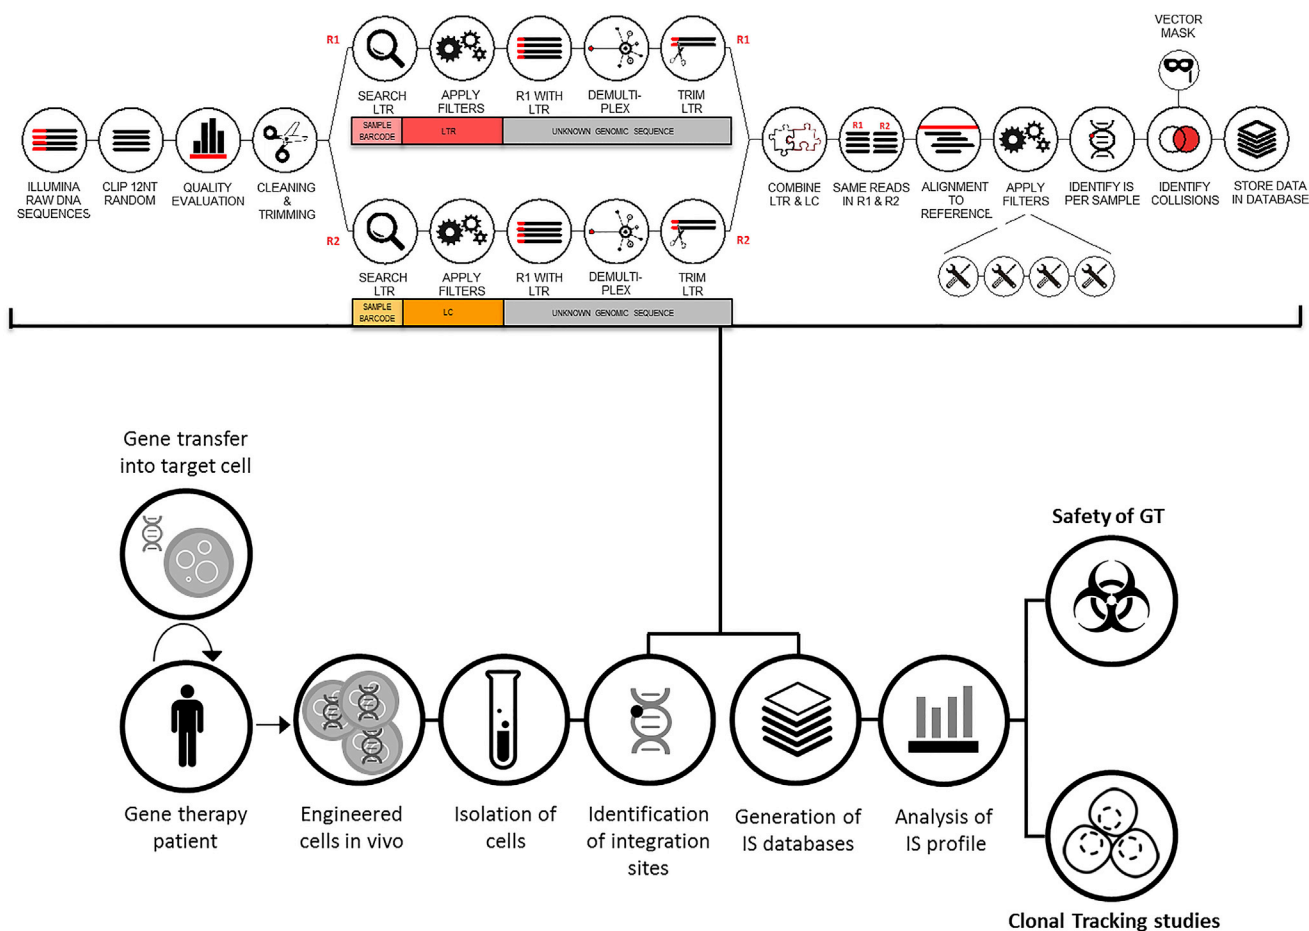 VECTOR
MASK
R1
R1
SEARCH
LTR
APPLY
FILTERS
R1 WITH
LTR
DEMULTI-
PLEX
TRIM
LTR
SAMPLE
BARCODE
LTR
UNKNOWN GENOMIC SEQUENCE
ILLUMINA
RAW DNA
SEQUENCES
CLIP 12NT
RANDOM
QUALITY
EVALUATION
CLEANING
&
TRIMMING
R1 R2
COMBINE
LTR & LC
SAME READS
IN R1 & R2
ALIGNMENT
TO
REFERENCE
APPLY
FILTERS
IDENTIFY IS
PER SAMPLE
IDENTIFY
COLLISIONS
STORE DATA
IN DATABASE
R2
R2
SEARCH
LTR
APPLY
FILTERS
R1 WITH
LTR
DEMULTI-
PLEX
TRIM
LTR
SAMPLE
BARCODE
LC
UNKNOWN GENOMIC SEQUENCE
Gene transfer
into target cell
Safety of GT
Gene therapy
patient
Engineered
cells in vivo
Isolation of
cells
Identification
of integration
sites
Generation of
IS databases
Analysis of
IS profile
Clonal Tracking studies